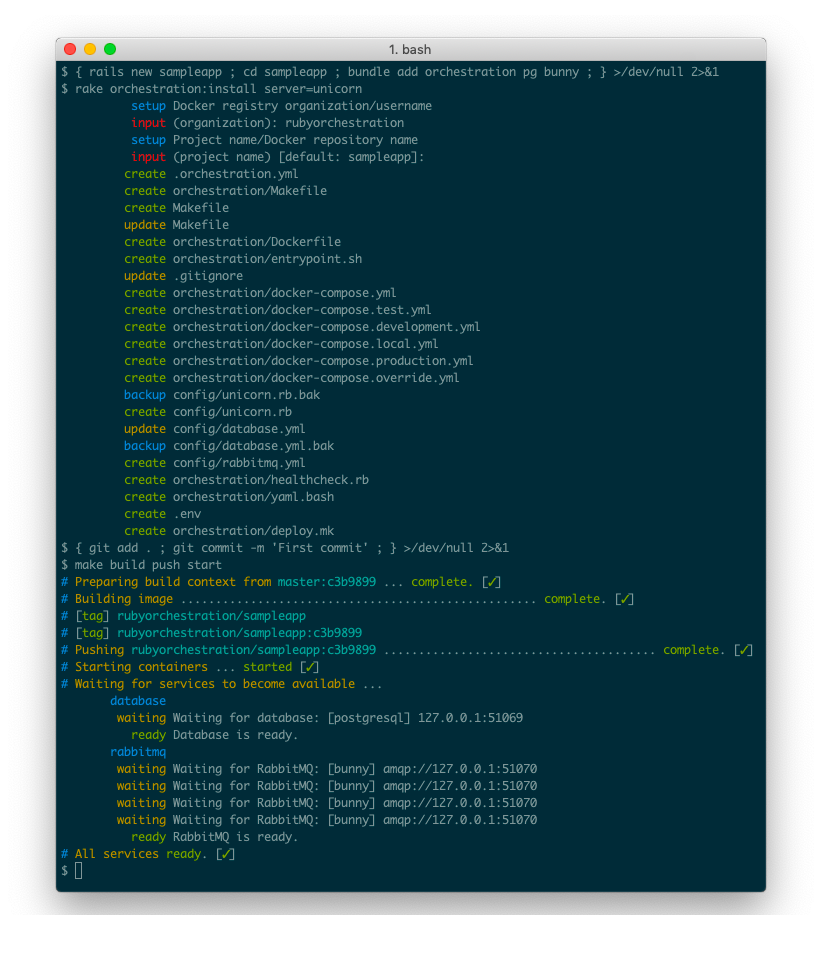 1. bash
$ { rails new sampleapp ; cd sampleapp ; bundle add orchestration pg bunny ; } >/dev/null 2>&1
$ rake orchestration:install server=unicorn
setup Docker registry organization/username
input (organization): rubyorchestration
setup Project name/Docker repository name
input (project name) [default: sampleapp]:
create .orchestration.yml
create orchestration/Makefile
create Makefile
update Makefile
create orchestration/Dockerfile
create orchestration/entrypoint.sh
update .gitignore
create orchestration/docker-compose.yml
create orchestration/docker-compose.test.yml
create orchestration/docker-compose.development.yml
create orchestration/docker-compose.local.yml
create orchestration/docker-compose.production.yml
create orchestration/docker-compose.override.yml
backup config/unicorn.rb.bak
create config/unicorn.rb
update config/database.yml
backup config/database.yml.bak
create config/rabbitmq.yml
create orchestration/healthcheck.rb
create orchestration/yaml.bash
create .env
create orchestration/deploy.mk
$ { git add . ; git commit -m 'First commit' ; } >/dev/null 2>&1
$ make build push start
# Preparing build context from master:c3b9899 ... complete. [✓]
# Building image ................................................... complete. [✓]
# [tag] rubyorchestration/sampleapp
# [tag] rubyorchestration/sampleapp:c3b9899
# Pushing rubyorchestration/sampleapp:c3b9899 ....................................... complete. [✓]
# Starting containers ... started [✓]
# Waiting for services to become available ...
database
waiting Waiting for database: [postgresql] 127.0.0.1:51069
ready Database is ready.
rabbitmq
waiting Waiting for RabbitMQ: [bunny] amqp://127.0.0.1:51070
waiting Waiting for RabbitMQ: [bunny] amqp://127.0.0.1:51070
waiting Waiting for RabbitMQ: [bunny] amqp://127.0.0.1:51070
waiting Waiting for RabbitMQ: [bunny] amqp://127.0.0.1:51070
ready RabbitMQ is ready.
# All services ready. [✓]
$